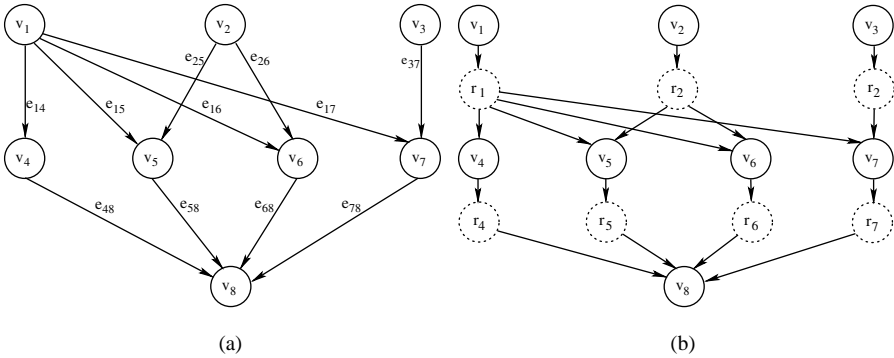 v1 v2 v3 v1 v2 v3
e25 e26 e37
r1 r2 r2
e14 e15 e16 e17
v4 v5 v6 v7 v4 v5 v6 v7
e48 e58 e68 e78
r4 r5 r6 r7
v8 v8
(a) (b)